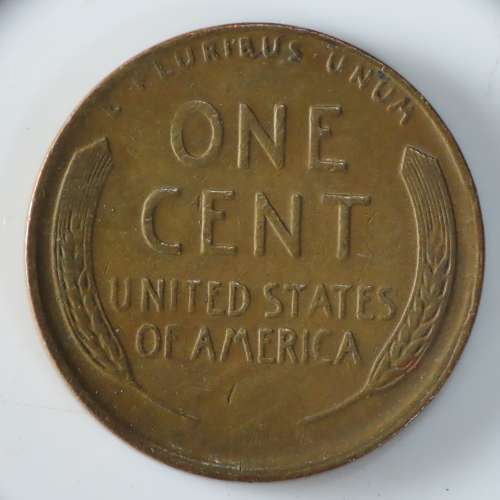 E PLURIBUS UNUM
ONE
CENT
UNITED STATES
OF AMERICA